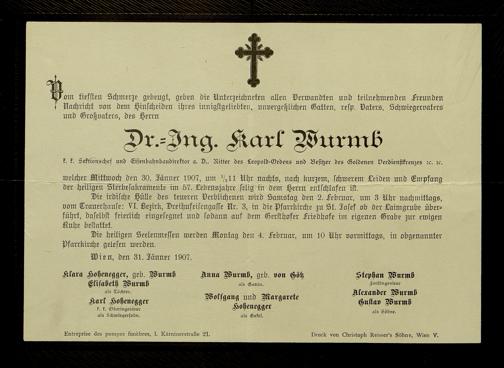 Vom tiefsten Schmerze gebeugt, geben die Unterzeichneten allen Verwandten und teilnehmenden Freunden
Nachricht von dem Hinscheiden ihres innigstgeliebten, unvergeßlichen Gatten, resp. Vaters, Schwiegervaters
und Großvaters, des Herrn
Dr.-Ing. Karl Wurmb
k. k. Sektionschef und Eisenbahnbaudirektor a. D., Ritter des Leopold-Ordens und Besitzer des Goldenen Verdienstkreuzes ꝛc. ꝛc.
welcher Mittwoch den 30. Jänner 1907, um ½11 Uhr nachts, nach kurzem, schwerem Leiden und Empfang
der heiligen Sterbesakramente im 57. Lebensjahre selig in dem Herrn entschlafen ist.
Die irdische Hülle des teueren Verblichenen wird Samstag den 2. Februar, um 3 Uhr nachmittags,
vom Trauerhause: VI. Bezirk, Dreihufeisengasse Nr. 3, in die Pfarrkirche zu St. Josef ob der Laimgrube über-
führt, daselbst feierlich eingesegnet und sodann auf dem Gersthofer Friedhofe im eigenen Grabe zur ewigen
Ruhe bestattet.
Die heiligen Seelenmessen werden Montag den 4. Februar, um 10 Uhr vormittags, in obgenannter
Pfarrkirche gelesen werden.
Wien, den 31. Jänner 1907.
Klara Hohenegger, geb. Wurmb
Elisabeth Wurmb
als Töchter.
Karl Hohenegger
k. k. Oberingenieur
als Schwiegersohn.
Anna Wurmb, geb. von Götz
als Gattin.
Wolfgang und Margarete
Hohenegger
als Enkel.
Stephan Wurmb
Forstingenieur
Alexander Wurmb
Gustav Wurmb
als Söhne.
Entreprise des pompes funèbres, I. Kärntnerstraße 21.
Druck von Christoph Reisser's Söhne, Wien V.